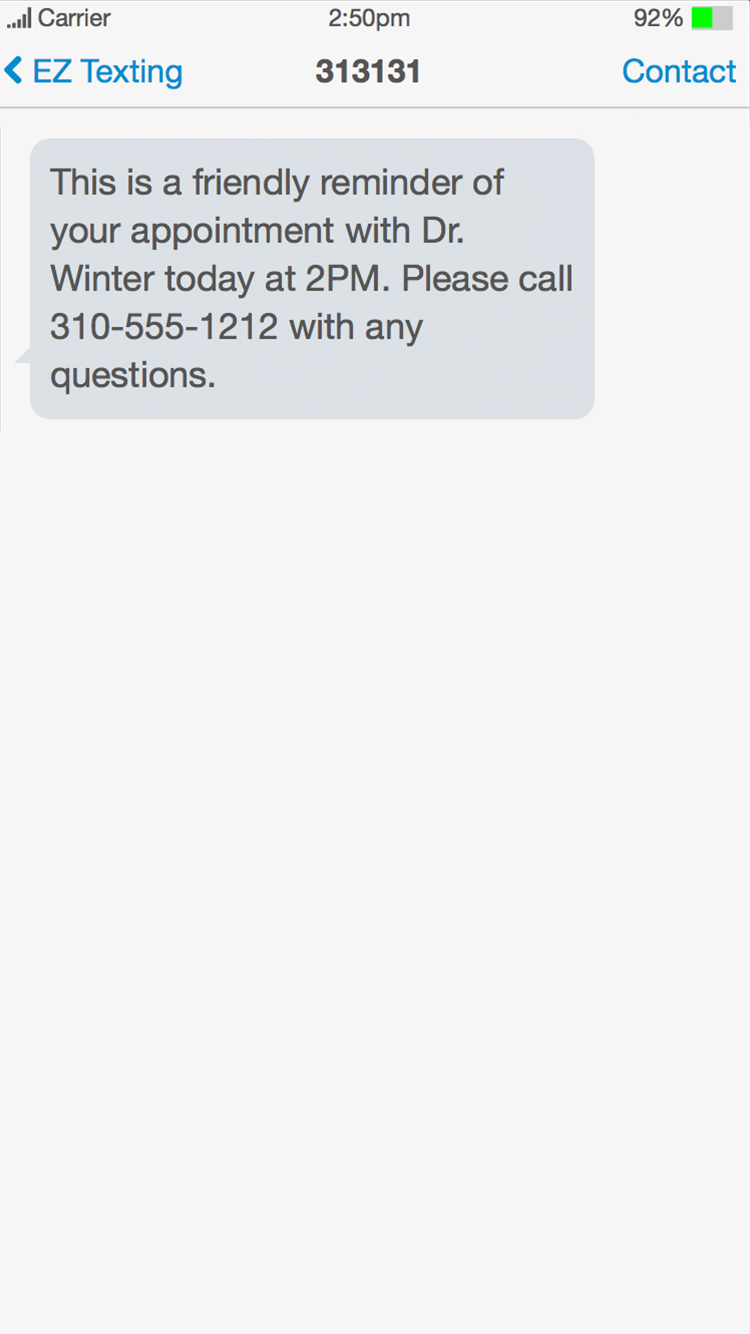 Carrier 2:50pm 92%
EZ Texting 313131 Contact
This is a friendly reminder of
your appointment with Dr.
Winter today at 2PM. Please call
310-555-1212 with any
questions.